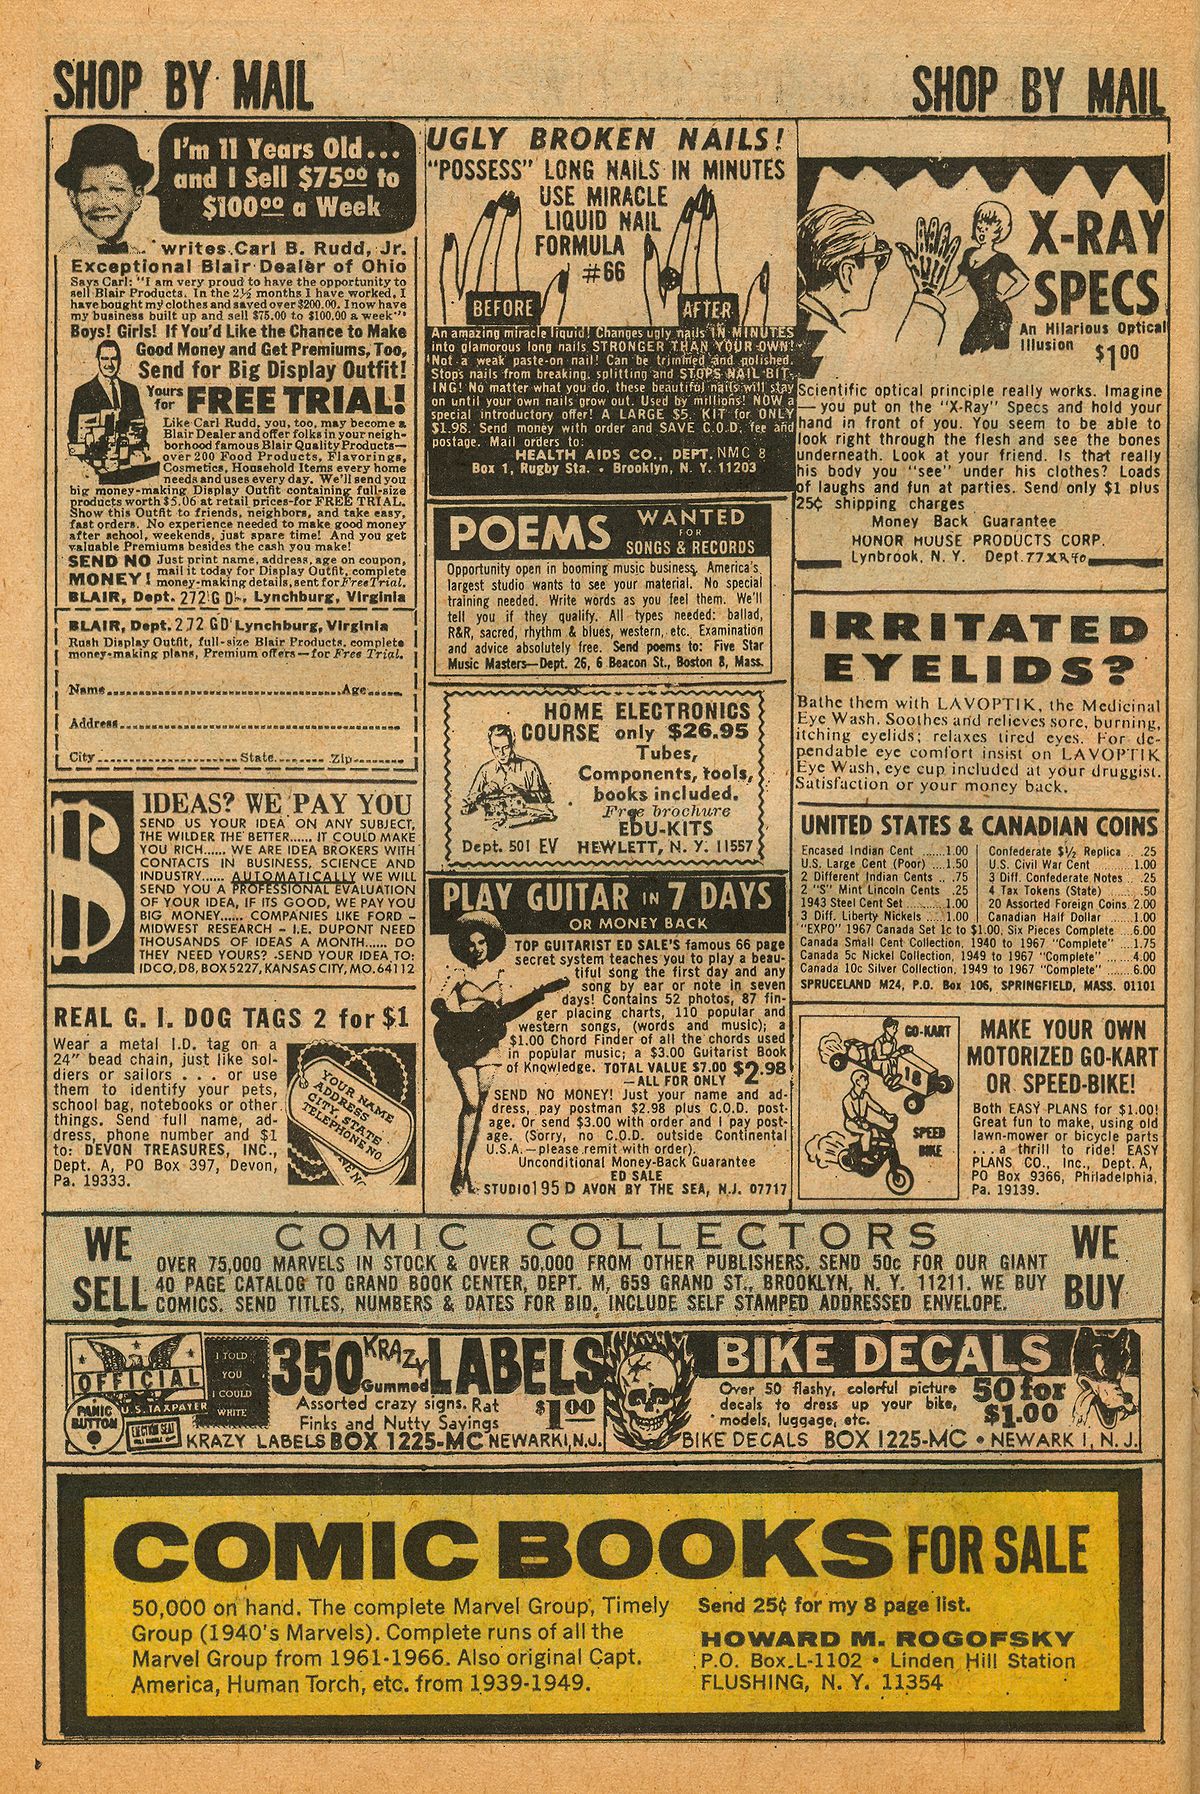 SHOP BY MAIL
SHOP BY MAIL
I'm 11 Years Old...
and I Sell $75.00 to
$100.00 a Week
writes Carl B. Rudd, Jr.
Exceptional Blair Dealer of Ohio
Says Carl: "I am very proud to have the opportunity to
sell Blair Products. In the 2½ months I have worked, I
have bought my clothes and saved over $200.00. I now have
my business built up and sell $75.00 to $100.00 a week"
Boys! Girls! If You'd Like the Chance to Make
Good Money and Get Premiums, Too,
Send for Big Display Outfit!
Yours
for FREE TRIAL!
Like Carl Rudd, you, too, may become a
Blair Dealer and offer folks in your neigh-
borhood famous Blair Quality Products—
over 200 Food Products, Flavorings,
Cosmetics, Household Items every home
needs and uses every day. We'll send you
big money-making Display Outfit containing full-size
products worth $5.06 at retail prices-for FREE TRIAL.
Show this Outfit to friends, neighbors, and take easy,
fast orders. No experience needed to make good money
after school, weekends, just spare time! And you get
valuable Premiums besides the cash you make!
SEND NO MONEY! Just print name, address, age on coupon,
mail it today for Display Outfit, complete
money-making details, sent for Free Trial.
BLAIR, Dept. 272 GD, Lynchburg, Virginia
BLAIR, Dept. 272 GD Lynchburg, Virginia
Rush Display Outfit, full-size Blair Products, complete
money-making plans, Premium offers—for Free Trial.
Name Age
Address
City State Zip
$
IDEAS? WE PAY YOU
SEND US YOUR IDEA ON ANY SUBJECT,
THE WILDER THE BETTER..... IT COULD MAKE
YOU RICH...... WE ARE IDEA BROKERS WITH
CONTACTS IN BUSINESS, SCIENCE AND
INDUSTRY...... AUTOMATICALLY WE WILL
SEND YOU A PROFESSIONAL EVALUATION
OF YOUR IDEA, IF ITS GOOD, WE PAY YOU
BIG MONEY...... COMPANIES LIKE FORD -
MIDWEST RESEARCH - I.E. DUPONT NEED
THOUSANDS OF IDEAS A MONTH...... DO
THEY NEED YOURS? -SEND YOUR IDEA TO:
IDCO, D8, BOX 5227, KANSAS CITY, MO. 64112
REAL G. I. DOG TAGS 2 for $1
Wear a metal I.D. tag on a
24" bead chain, just like sol-
diers or sailors . . . or use
them to identify your pets,
school bag, notebooks or other
things. Send full name, ad-
dress, phone number and $1
to: DEVON TREASURES, INC.,
Dept. A, PO Box 397, Devon,
Pa. 19333.
YOUR NAME
ADDRESS
CITY, STATE
TELEPHONE NO.
UGLY BROKEN NAILS!
"POSSESS" LONG NAILS IN MINUTES
USE MIRACLE
LIQUID NAIL
FORMULA
#66
BEFORE
AFTER
An amazing miracle liquid! Changes ugly nails IN MINUTES
into glamorous long nails STRONGER THAN YOUR OWN!
Not a weak paste-on nail! Can be trimmed and polished.
Stops nails from breaking, splitting and STOPS NAIL BIT-
ING! No matter what you do, these beautiful nails will stay
on until your own nails grow out. Used by millions! NOW a
special introductory offer! A LARGE $5. KIT for ONLY
$1.98. Send money with order and SAVE C.O.D. fee and
postage. Mail orders to:
HEALTH AIDS CO., DEPT. NMC 8
Box 1, Rugby Sta. • Brooklyn, N. Y. 11203
POEMS WANTED
FOR
SONGS & RECORDS
Opportunity open in booming music business. America's
largest studio wants to see your material. No special
training needed. Write words as you feel them. We'll
tell you if they qualify. All types needed: ballad,
R&R, sacred, rhythm & blues, western, etc. Examination
and advice absolutely free. Send poems to: Five Star
Music Masters—Dept. 26, 6 Beacon St., Boston 8, Mass.
HOME ELECTRONICS
COURSE only $26.95
Tubes,
Components, tools,
books included.
Free brochure
EDU-KITS
Dept. 501 EV HEWLETT, N. Y. 11557
PLAY GUITAR IN 7 DAYS
OR MONEY BACK
TOP GUITARIST ED SALE'S famous 66 page
secret system teaches you to play a beau-
tiful song the first day and any
song by ear or note in seven
days! Contains 52 photos, 87 fin-
ger placing charts, 110 popular and
western songs, (words and music); a
$1.00 Chord Finder of all the chords used
in popular music; a $3.00 Guitarist Book
of Knowledge. TOTAL VALUE $7.00
—ALL FOR ONLY $2.98
SEND NO MONEY! Just your name and ad-
dress, pay postman $2.98 plus C.O.D. post-
age. Or send $3.00 with order and I pay post-
age. (Sorry, no C.O.D. outside Continental
U.S.A.—please remit with order).
Unconditional Money-Back Guarantee
ED SALE
STUDIO 195 D AVON BY THE SEA, N.J. 07717
X-RAY
SPECS
An Hilarious Optical
Illusion $1.00
Scientific optical principle really works. Imagine
—you put on the "X-Ray" Specs and hold your
hand in front of you. You seem to be able to
look right through the flesh and see the bones
underneath. Look at your friend. Is that really
his body you "see" under his clothes? Loads
of laughs and fun at parties. Send only $1 plus
25¢ shipping charges
Money Back Guarantee
HONOR HOUSE PRODUCTS CORP.
Lynbrook, N. Y. Dept. 77XR40
IRRITATED
EYELIDS?
Bathe them with LAVOPTIK, the Medicinal
Eye Wash. Soothes and relieves sore, burning,
itching eyelids; relaxes tired eyes. For de-
pendable eye comfort insist on LAVOPTIK
Eye Wash, eye cup included at your druggist.
Satisfaction or your money back.
UNITED STATES & CANADIAN COINS
Encased Indian Cent ......1.00
U.S. Large Cent (Poor) ..1.50
2 Different Indian Cents .. .75
2 "S" Mint Lincoln Cents .25
1943 Steel Cent Set..........1.00
3 Diff. Liberty Nickels ....1.00
Confederate $½ Replica .. .25
U.S. Civil War Cent 1.00
3 Diff. Confederate Notes .25
4 Tax Tokens (State) ......50
20 Assorted Foreign Coins 2.00
Canadian Half Dollar ......1.00
"EXPO" 1967 Canada Set 1c to $1.00, Six Pieces Complete ....6.00
Canada Small Cent Collection, 1940 to 1967 "Complete" ....1.75
Canada 5c Nickel Collection, 1949 to 1967 "Complete" ........4.00
Canada 10c Silver Collection, 1949 to 1967 "Complete" ......6.00
SPRUCELAND M24, P.O. Box 106, SPRINGFIELD, MASS. 01101
GO-KART
18
SPEED
BIKE
MAKE YOUR OWN
MOTORIZED GO-KART
OR SPEED-BIKE!
Both EASY PLANS for $1.00!
Great fun to make, using old
lawn-mower or bicycle parts
. . . a thrill to ride! EASY
PLANS CO., Inc., Dept. A,
PO Box 9366, Philadelphia,
Pa. 19139.
WE
SELL
COMIC COLLECTORS
OVER 75,000 MARVELS IN STOCK & OVER 50,000 FROM OTHER PUBLISHERS. SEND 50c FOR OUR GIANT
40 PAGE CATALOG TO GRAND BOOK CENTER, DEPT. M, 659 GRAND ST., BROOKLYN, N. Y. 11211. WE BUY
COMICS. SEND TITLES, NUMBERS & DATES FOR BID. INCLUDE SELF STAMPED ADDRESSED ENVELOPE.
WE
BUY
OFFICIAL
U.S. TAXPAYER
PANIC
BUTTON
EJECTION SEAT
I TOLD
YOU
I COULD
WRITE
350 KRAZY
Gummed LABELS
Assorted crazy signs. Rat
Finks and Nutty Sayings $1.00
KRAZY LABELS BOX 1225-MC NEWARK 1, N.J.
BIKE DECALS
Over 50 flashy, colorful picture
decals to dress up your bike,
models, luggage, etc.
50 for
$1.00
BIKE DECALS BOX 1225-MC • NEWARK 1, N. J.
COMIC BOOKS FOR SALE
50,000 on hand. The complete Marvel Group, Timely
Group (1940's Marvels). Complete runs of all the
Marvel Group from 1961-1966. Also original Capt.
America, Human Torch, etc. from 1939-1949.
Send 25¢ for my 8 page list.
HOWARD M. ROGOFSKY
P.O. Box L-1102 • Linden Hill Station
FLUSHING, N. Y. 11354